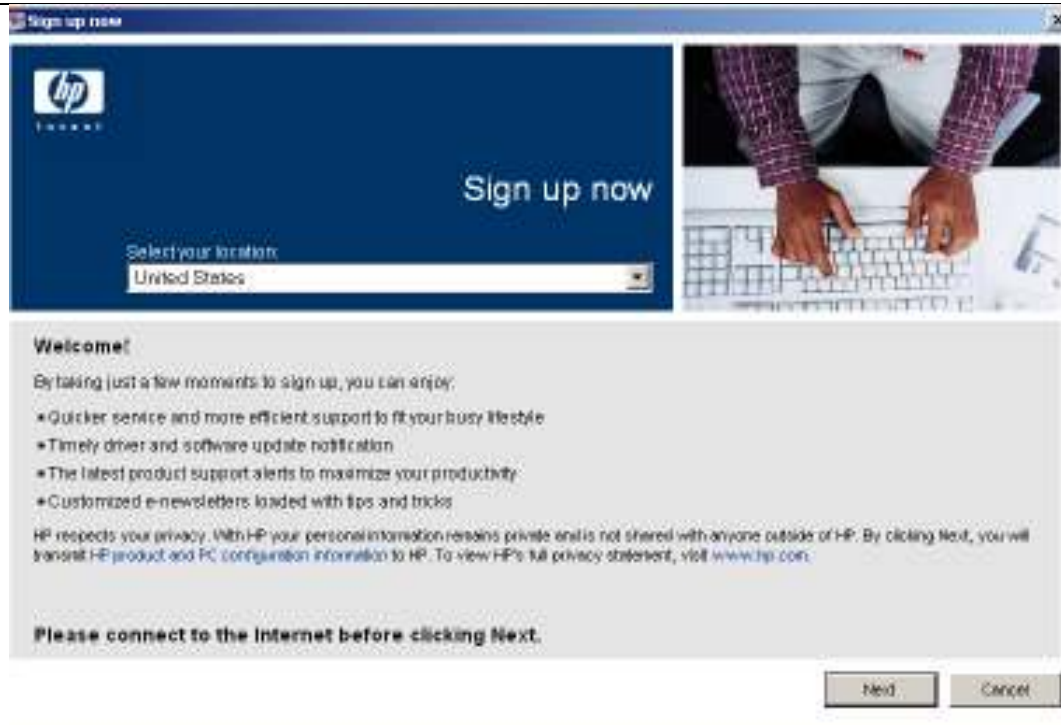 Sign up now
hp
invent
Sign up now
Select your location:
United States
Welcome!
By taking just a few moments to sign up, you can enjoy:
•Quicker service and more efficient support to fit your busy lifestyle
•Timely driver and software update notification
•The latest product support alerts to maximize your productivity
•Customized e-newsletters loaded with tips and tricks
HP respects your privacy. With HP your personal information remains private and is not shared with anyone outside of HP. By clicking Next, you will
transmit HP product and PC configuration information to HP. To view HP's full privacy statement, visit www.hp.com.
Please connect to the Internet before clicking Next.
Next
Cancel